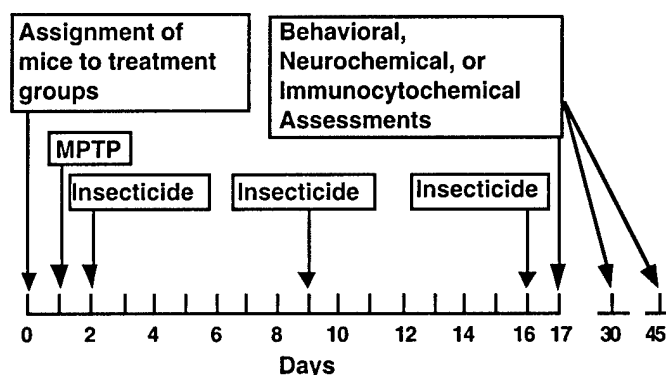 Assignment of
mice to treatment
groups
Behavioral,
Neurochemical, or
Immunocytochemical
Assessments
MPTP
Insecticide
Insecticide
Insecticide
0 2 4 6 8 10 12 14 16 17 30 45
Days